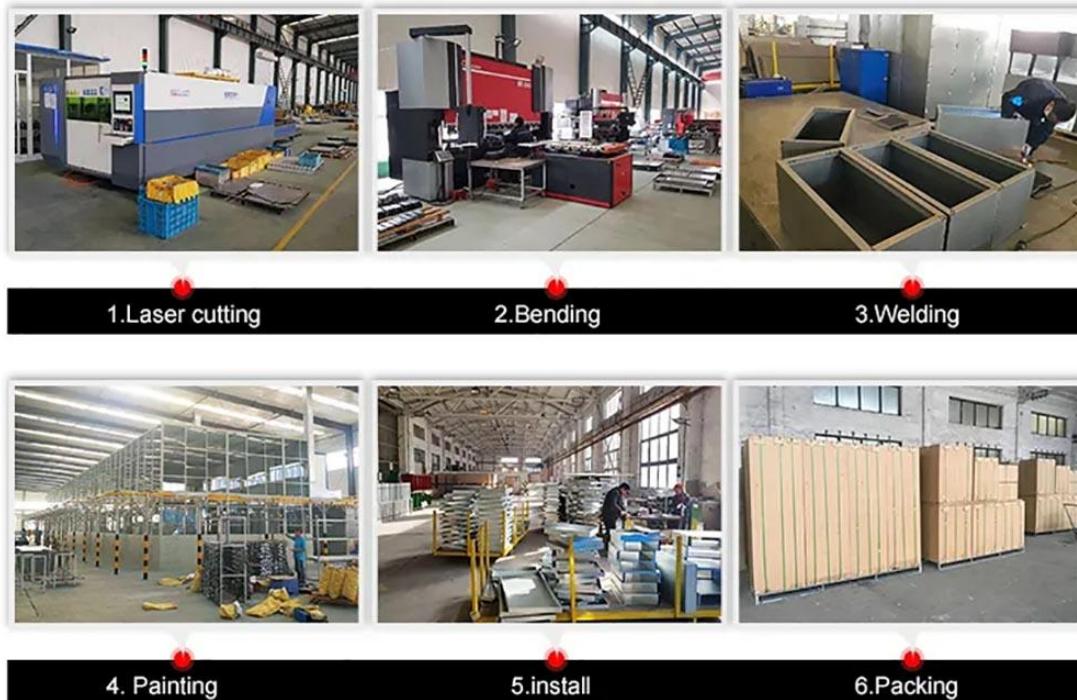 1.Laser cutting
2.Bending
3.Welding
4. Painting
5.install
6.Packing